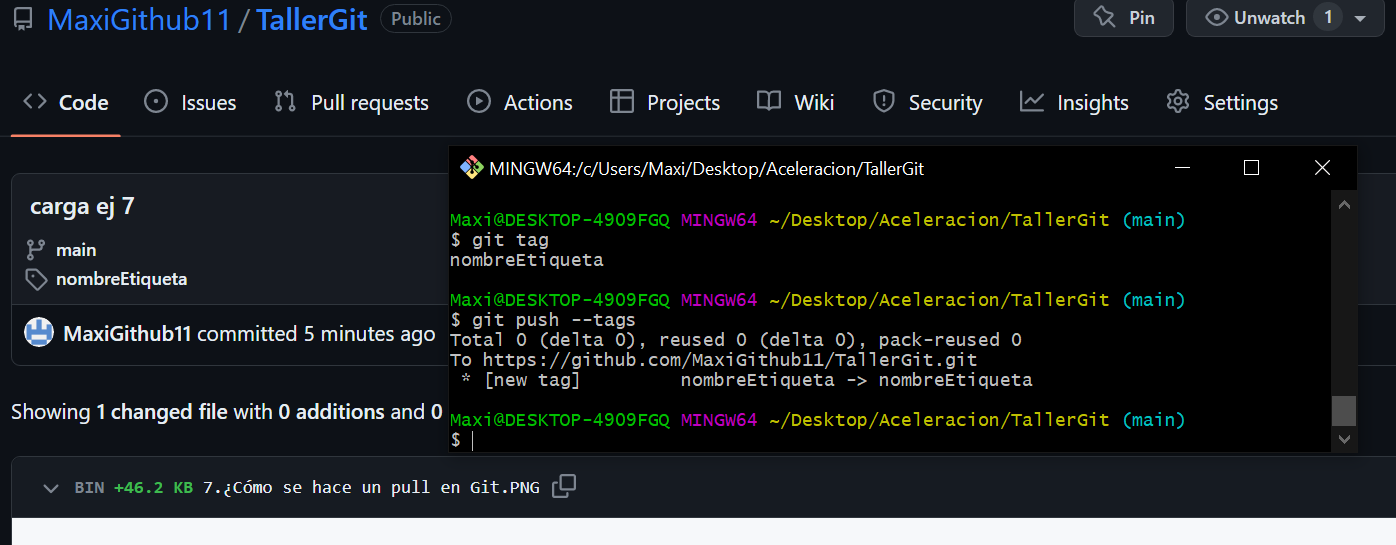 MaxiGithub11 / TallerGit Public Pin Unwatch 1
Code Issues Pull requests Actions Projects Wiki Security Insights Settings
carga ej 7
main
nombreEtiqueta
MaxiGithub11 committed 5 minutes ago
Showing 1 changed file with 0 additions and 0
BIN +46.2 KB 7.¿Cómo se hace un pull en Git.PNG
MINGW64:/c/Users/Maxi/Desktop/Aceleracion/TallerGit
Maxi@DESKTOP-4909FGQ MINGW64 ~/Desktop/Aceleracion/TallerGit (main)
$ git tag
nombreEtiqueta
Maxi@DESKTOP-4909FGQ MINGW64 ~/Desktop/Aceleracion/TallerGit (main)
$ git push --tags
Total 0 (delta 0), reused 0 (delta 0), pack-reused 0
To https://github.com/MaxiGithub11/TallerGit.git
 * [new tag]         nombreEtiqueta -> nombreEtiqueta
Maxi@DESKTOP-4909FGQ MINGW64 ~/Desktop/Aceleracion/TallerGit (main)
$